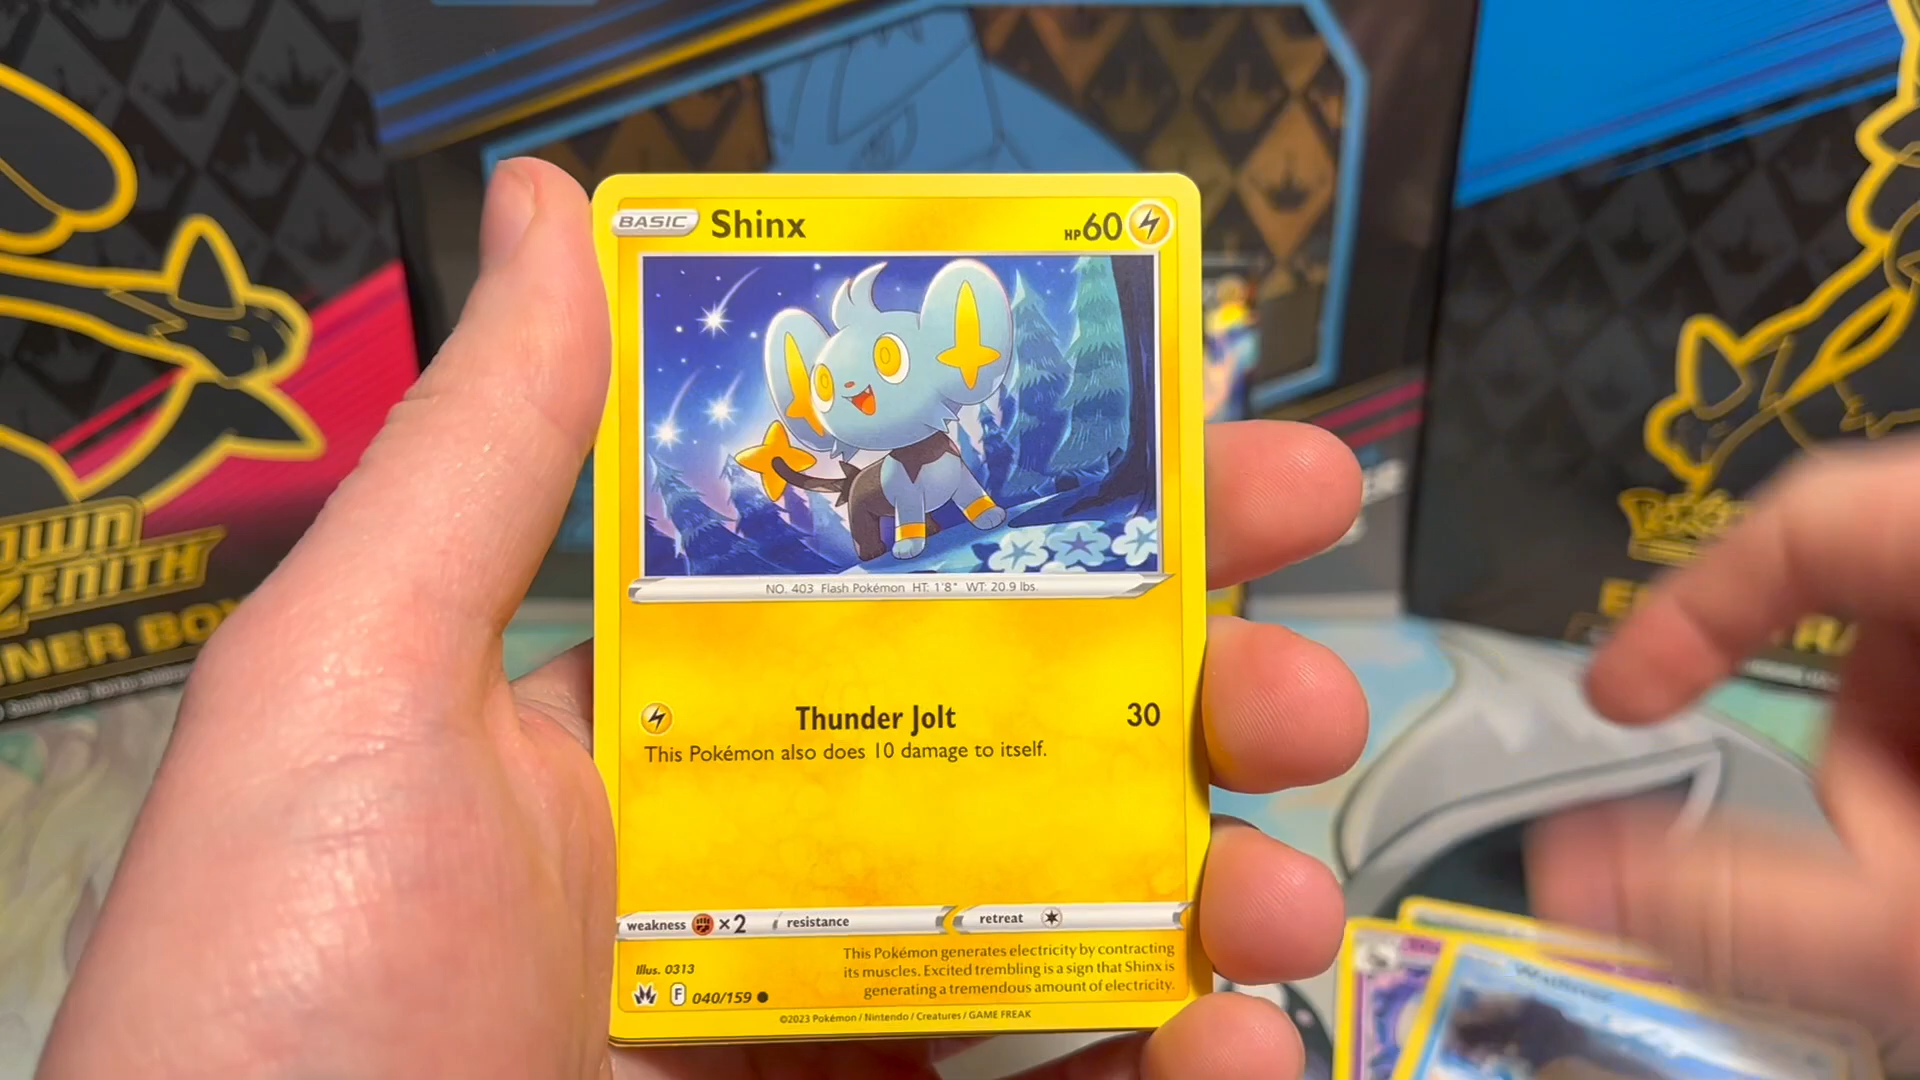 BASIC Shinx HP60
NO. 403 Flash Pokémon HT: 1'8" WT: 20.9 lbs.
Thunder Jolt 30
This Pokémon also does 10 damage to itself.
weakness ×2 resistance retreat
This Pokémon generates electricity by contracting
its muscles. Excited trembling is a sign that Shinx is
generating a tremendous amount of electricity.
Illus. 0313
F 040/159
©2023 Pokémon / Nintendo / Creatures / GAME FREAK
OWN
ZENITH
INER BO